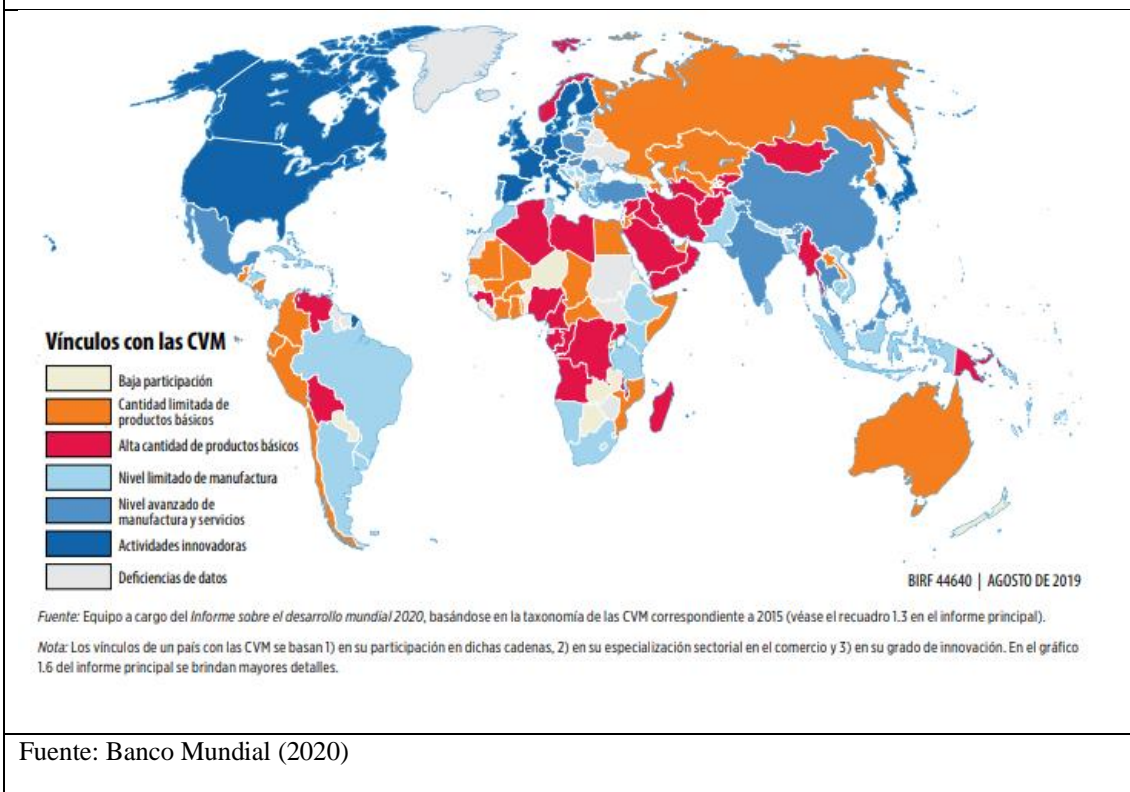 Vínculos con las CVM
Baja participación
Cantidad limitada de
productos básicos
Alta cantidad de productos básicos
Nivel limitado de manufactura
Nivel avanzado de
manufactura y servicios
Actividades innovadoras
Deficiencias de datos
BIRF 44640 | AGOSTO DE 2019
Fuente: Equipo a cargo del Informe sobre el desarrollo mundial 2020, basándose en la taxonomía de las CVM correspondiente a 2015 (véase el recuadro 1.3 en el informe principal).
Nota: Los vínculos de un país con las CVM se basan 1) en su participación en dichas cadenas, 2) en su especialización sectorial en el comercio y 3) en su grado de innovación. En el gráfico
1.6 del informe principal se brindan mayores detalles.
Fuente: Banco Mundial (2020)